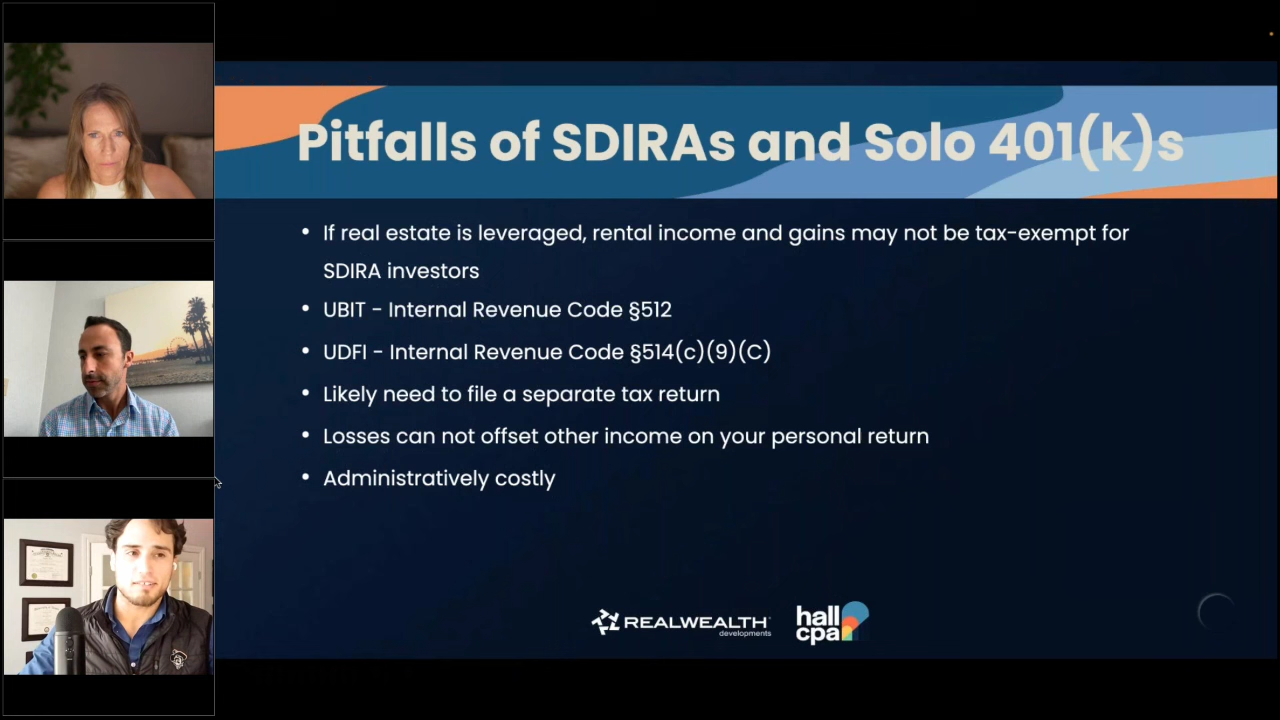 Pitfalls of SDIRAs and Solo 401(k)s
• If real estate is leveraged, rental income and gains may not be tax-exempt for
SDIRA investors
• UBIT - Internal Revenue Code §512
• UDFI - Internal Revenue Code §514(c)(9)(C)
• Likely need to file a separate tax return
• Losses can not offset other income on your personal return
• Administratively costly
REALWEALTH
developments
hall
cpa